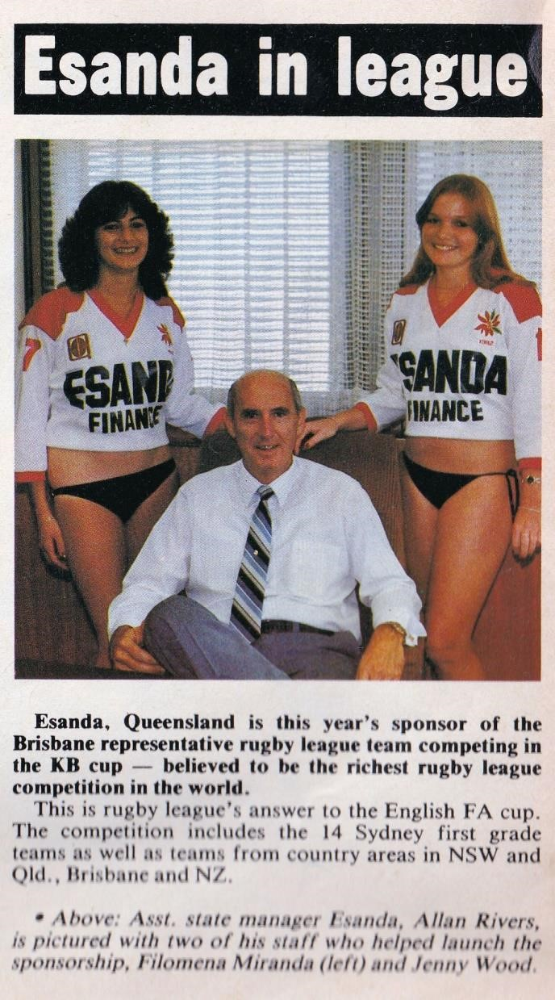 Esanda in league
7
1
ESAND
FINANCE
ESANDA
FINANCE
Esanda, Queensland is this year's sponsor of the
Brisbane representative rugby league team competing in
the KB cup — believed to be the richest rugby league
competition in the world.
This is rugby league's answer to the English FA cup.
The competition includes the 14 Sydney first grade
teams as well as teams from country areas in NSW and
Qld., Brisbane and NZ.
• Above: Asst. state manager Esanda, Allan Rivers,
is pictured with two of his staff who helped launch the
sponsorship, Filomena Miranda (left) and Jenny Wood.